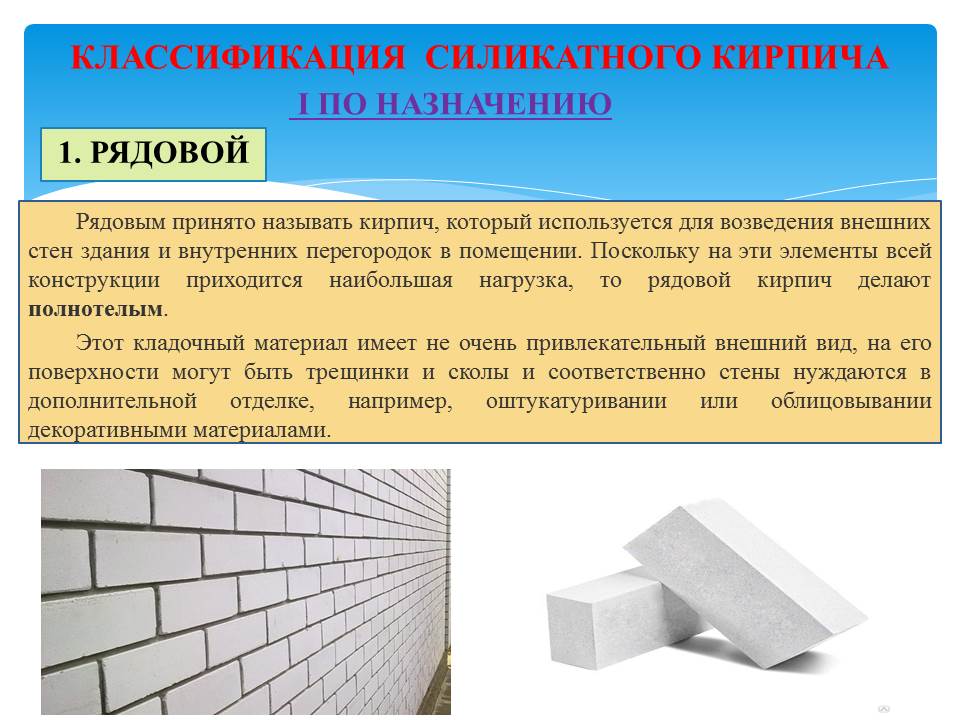 КЛАССИФИКАЦИЯ СИЛИКАТНОГО КИРПИЧА
I ПО НАЗНАЧЕНИЮ
1. РЯДОВОЙ
Рядовым принято называть кирпич, который используется для возведения внешних
стен здания и внутренних перегородок в помещении. Поскольку на эти элементы всей
конструкции приходится наибольшая нагрузка, то рядовой кирпич делают
полнотелым.
Этот кладочный материал имеет не очень привлекательный внешний вид, на его
поверхности могут быть трещинки и сколы и соответственно стены нуждаются в
дополнительной отделке, например, оштукатуривании или облицовывании
декоративными материалами.